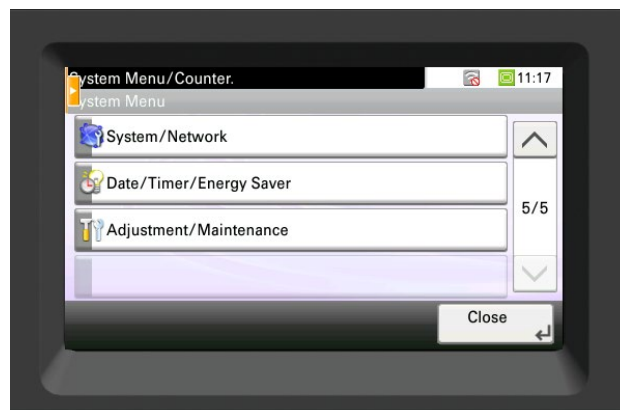 ystem Menu/Counter.
11:17
ystem Menu
System/Network
Date/Timer/Energy Saver
5/5
Adjustment/Maintenance
Close